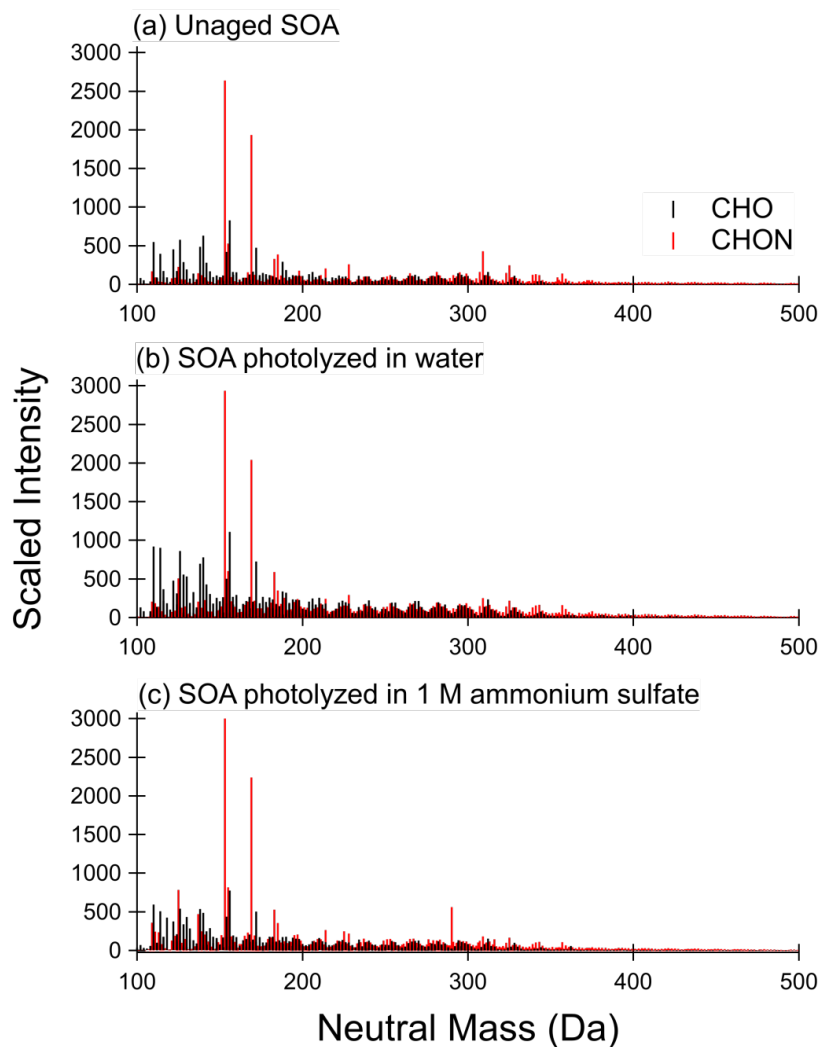 (a) Unaged SOA
3000
2500
2000
1500
1000
500
0
CHO
CHON
100 200 300 400 500
(b) SOA photolyzed in water
3000
2500
2000
1500
1000
500
0
100 200 300 400 500
Scaled Intensity
(c) SOA photolyzed in 1 M ammonium sulfate
3000
2500
2000
1500
1000
500
0
100 200 300 400 500
Neutral Mass (Da)